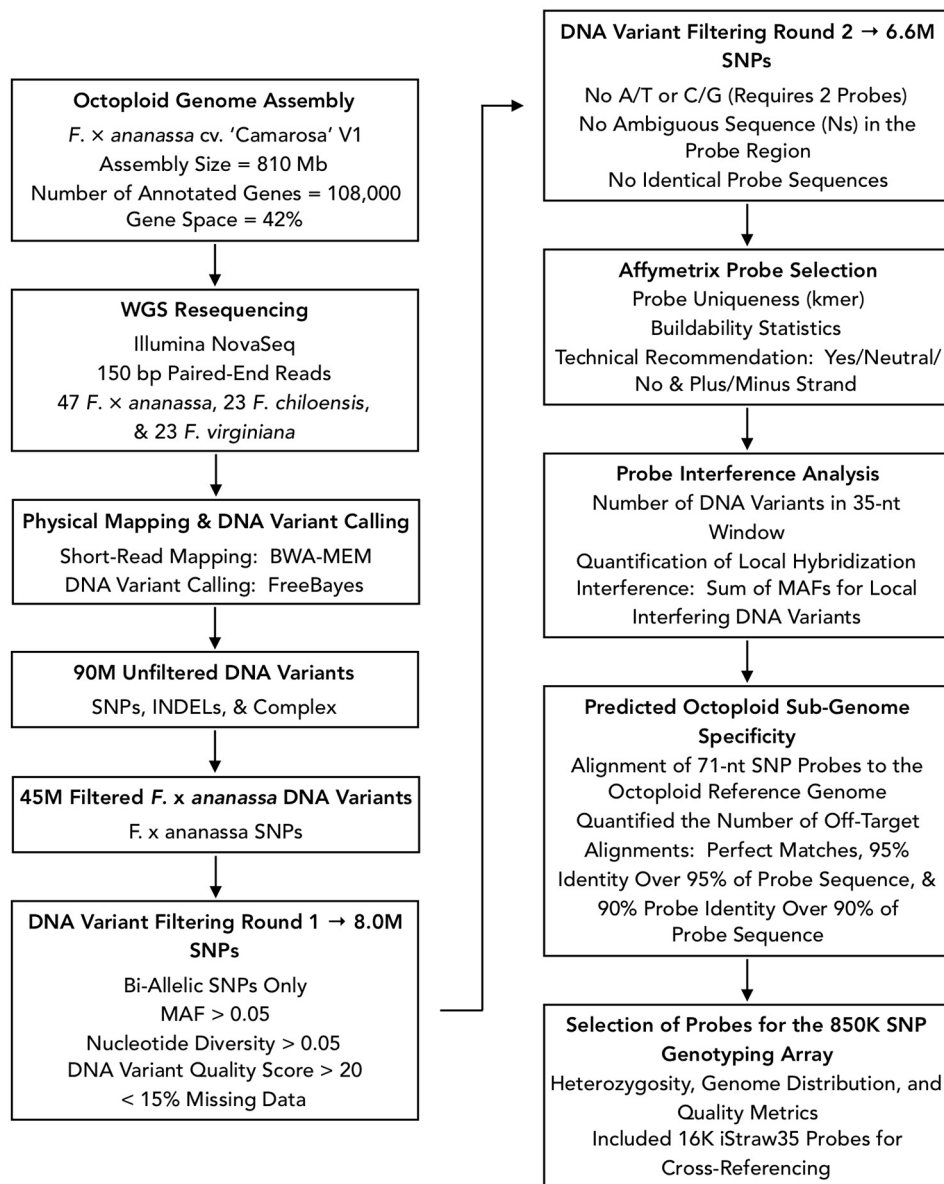 Octoploid Genome Assembly
F. × ananassa cv. ‘Camarosa’ V1
Assembly Size = 810 Mb
Number of Annotated Genes = 108,000
Gene Space = 42%
WGS Resequencing
Illumina NovaSeq
150 bp Paired-End Reads
47 F. × ananassa, 23 F. chiloensis,
& 23 F. virginiana
Physical Mapping & DNA Variant Calling
Short-Read Mapping: BWA-MEM
DNA Variant Calling: FreeBayes
90M Unfiltered DNA Variants
SNPs, INDELs, & Complex
45M Filtered F. x ananassa DNA Variants
F. x ananassa SNPs
DNA Variant Filtering Round 1 → 8.0M
SNPs
Bi-Allelic SNPs Only
MAF > 0.05
Nucleotide Diversity > 0.05
DNA Variant Quality Score > 20
< 15% Missing Data
DNA Variant Filtering Round 2 → 6.6M
SNPs
No A/T or C/G (Requires 2 Probes)
No Ambiguous Sequence (Ns) in the
Probe Region
No Identical Probe Sequences
Affymetrix Probe Selection
Probe Uniqueness (kmer)
Buildability Statistics
Technical Recommendation: Yes/Neutral/
No & Plus/Minus Strand
Probe Interference Analysis
Number of DNA Variants in 35-nt
Window
Quantification of Local Hybridization
Interference: Sum of MAFs for Local
Interfering DNA Variants
Predicted Octoploid Sub-Genome
Specificity
Alignment of 71-nt SNP Probes to the
Octoploid Reference Genome
Quantified the Number of Off-Target
Alignments: Perfect Matches, 95%
Identity Over 95% of Probe Sequence, &
90% Probe Identity Over 90% of
Probe Sequence
Selection of Probes for the 850K SNP
Genotyping Array
Heterozygosity, Genome Distribution, and
Quality Metrics
Included 16K iStraw35 Probes for
Cross-Referencing